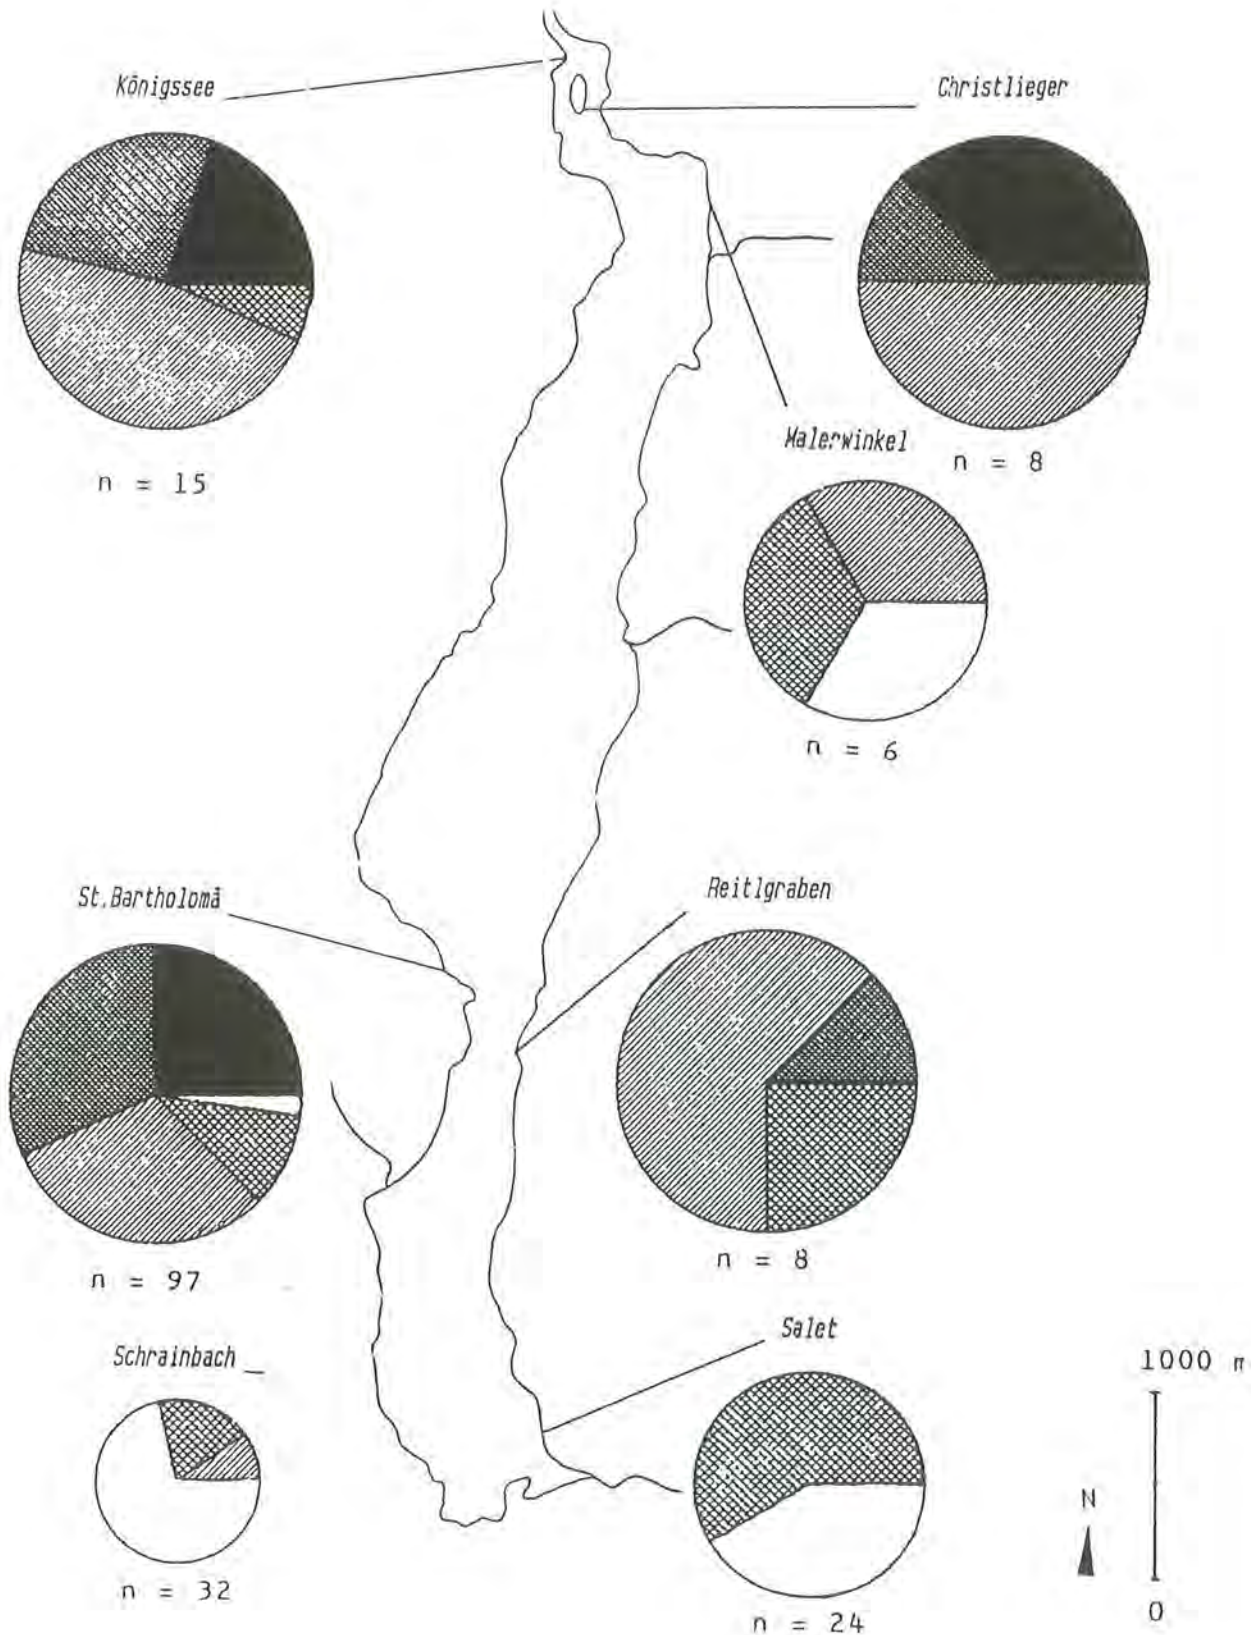 Königssee
Christlieger
n = 15
Malerwinkel
n = 8
n = 6
St.Bartholomä
Reitlgraben
n = 97
n = 8
Schrainbach
Salet
1000 m
N
n = 32
n = 24
0